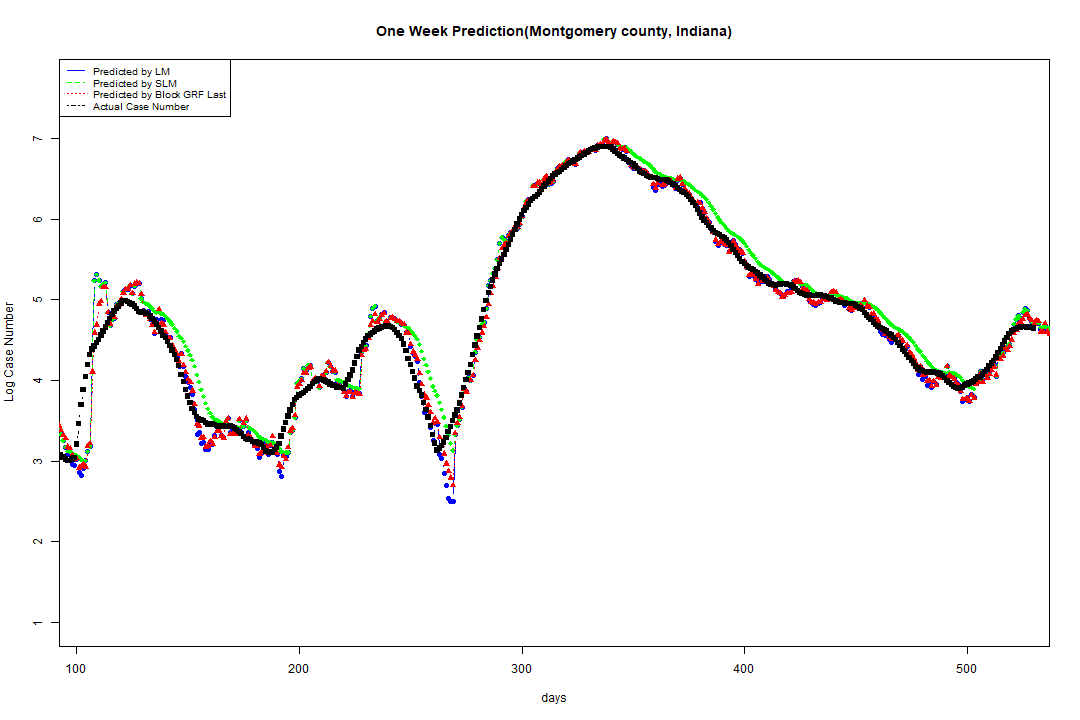 One Week Prediction(Montgomery county, Indiana)
Predicted by LM
Predicted by SLM
Predicted by Block GRF Last
Actual Case Number
7
6
5
4
3
2
1
Log Case Number
100 200 300 400 500
days